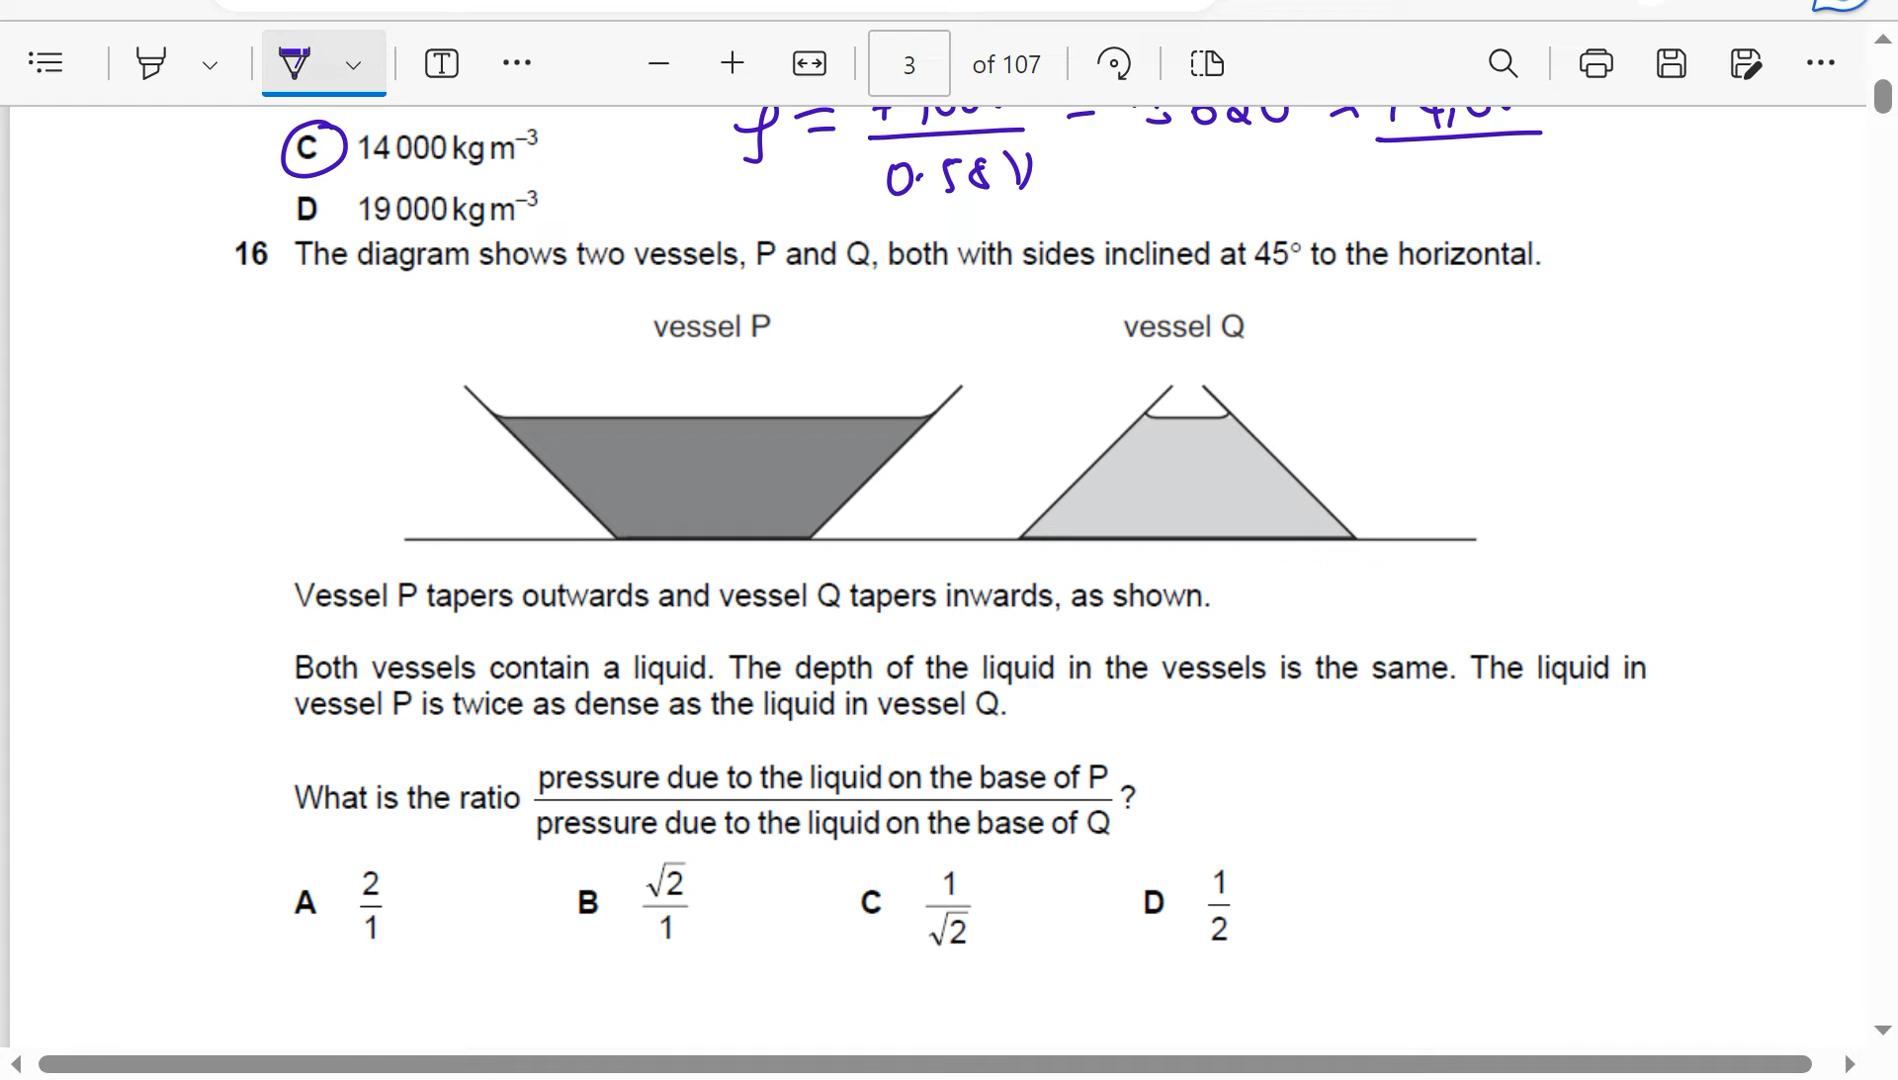 3 of 107
C 14 000 kg m⁻³
0.58V
D 19 000 kg m⁻³
16 The diagram shows two vessels, P and Q, both with sides inclined at 45° to the horizontal.
vessel P vessel Q
Vessel P tapers outwards and vessel Q tapers inwards, as shown.
Both vessels contain a liquid. The depth of the liquid in the vessels is the same. The liquid in
vessel P is twice as dense as the liquid in vessel Q.
What is the ratio pressure due to the liquid on the base of P / pressure due to the liquid on the base of Q ?
A 2/1 B √2/1 C 1/√2 D 1/2